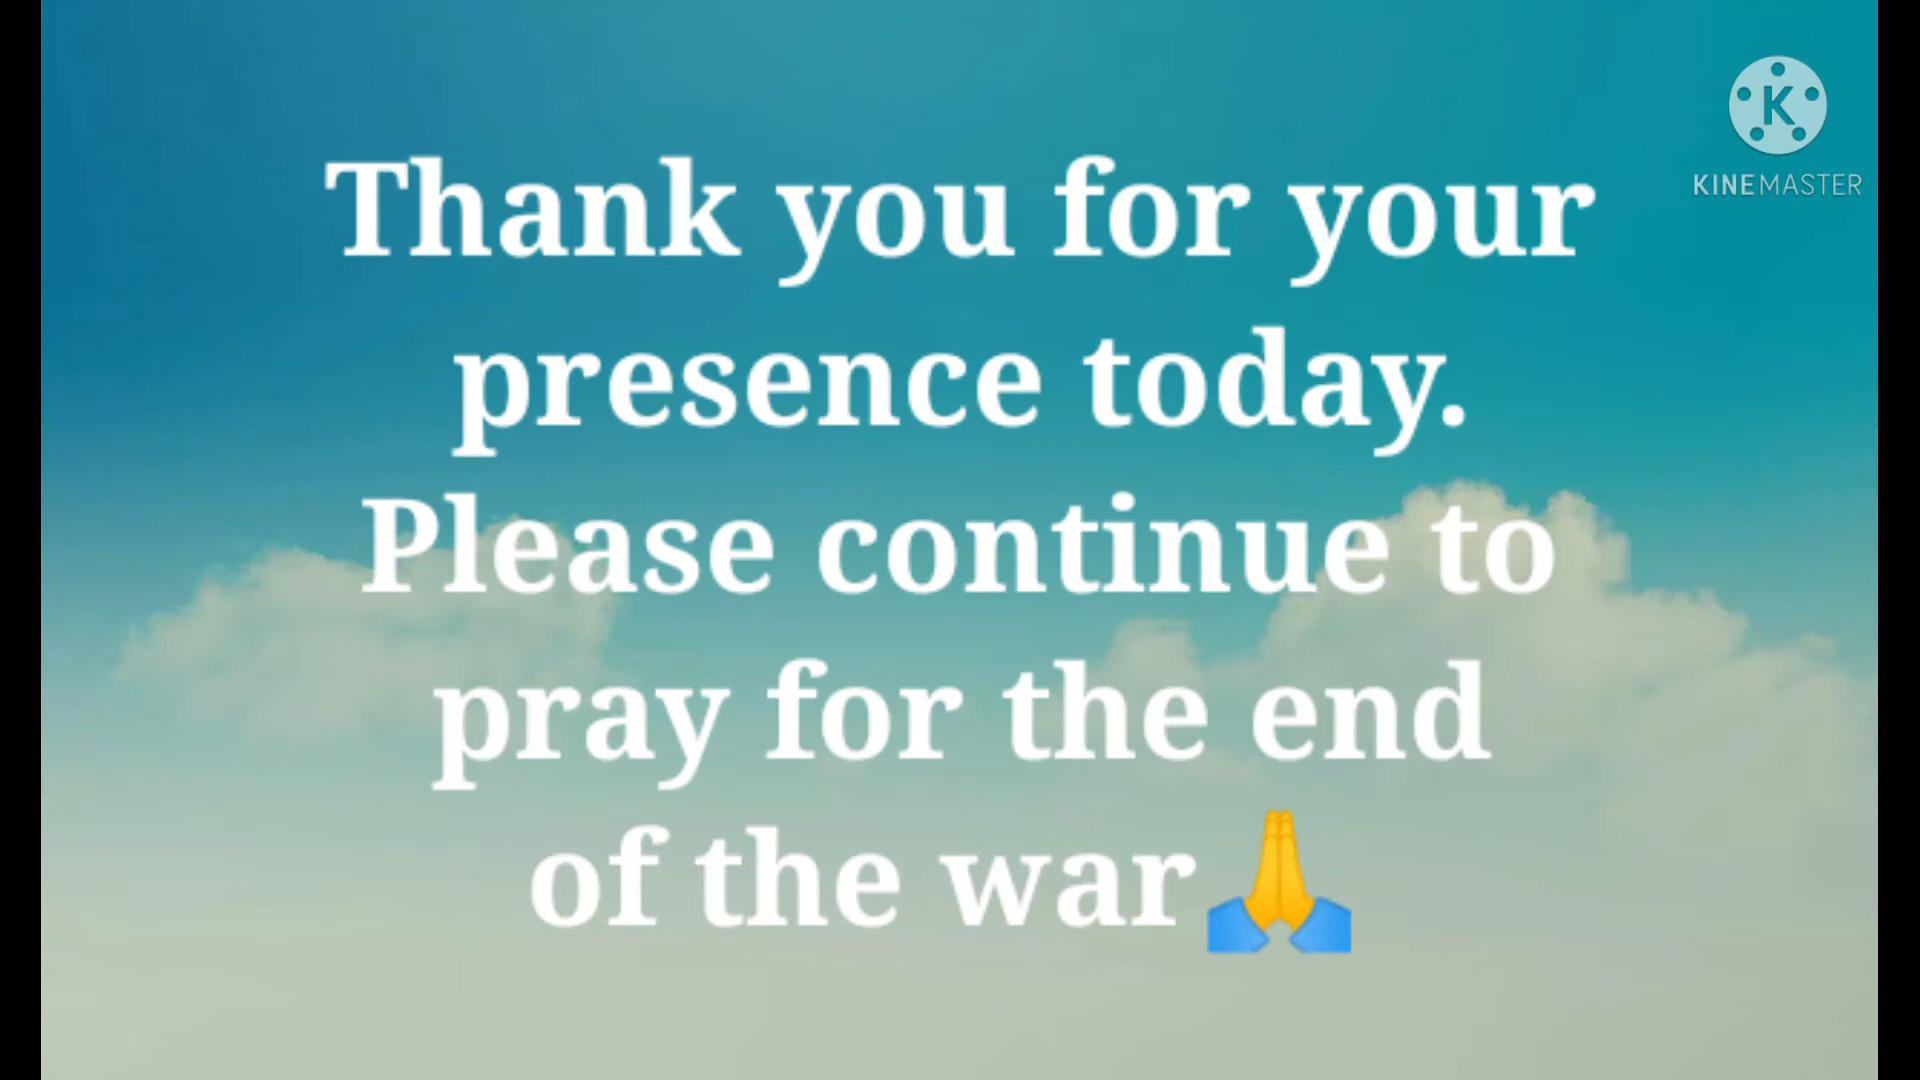 Thank you for your
presence today.
Please continue to
pray for the end
of the war🙏
K
KINEMASTER